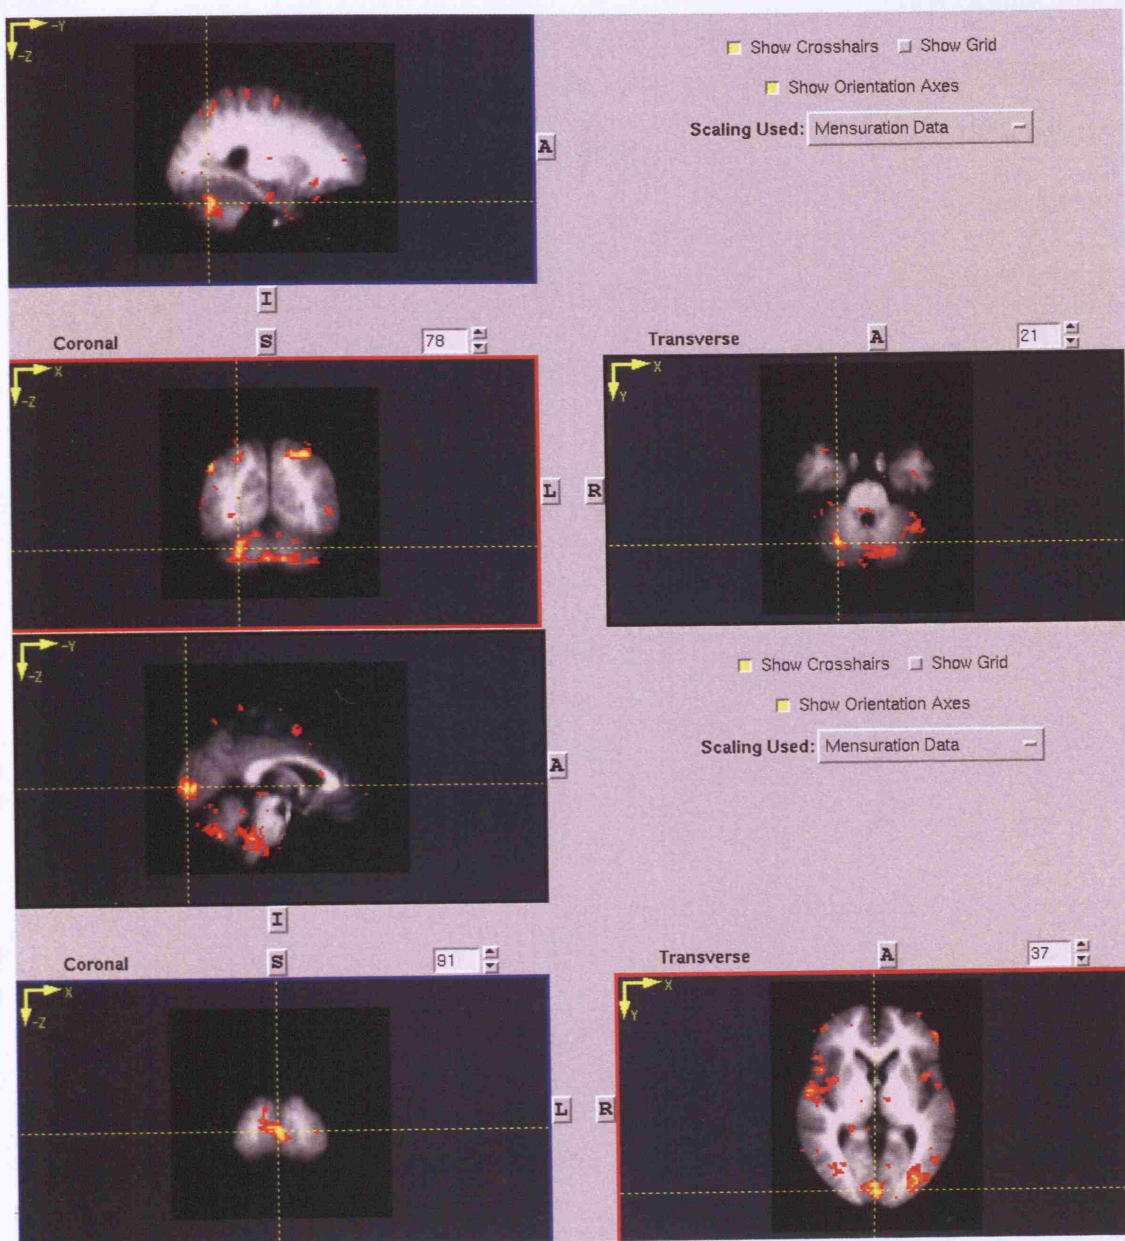 -Y
-Z
Show Crosshairs Show Grid
Show Orientation Axes
Scaling Used: Mensuration Data
A
I
Coronal S 78 Transverse A 21
X
-Z
X
Y
L R
-Y
-Z
Show Crosshairs Show Grid
Show Orientation Axes
Scaling Used: Mensuration Data
A
I
Coronal S 91 Transverse A 37
X
-Z
X
Y
L R